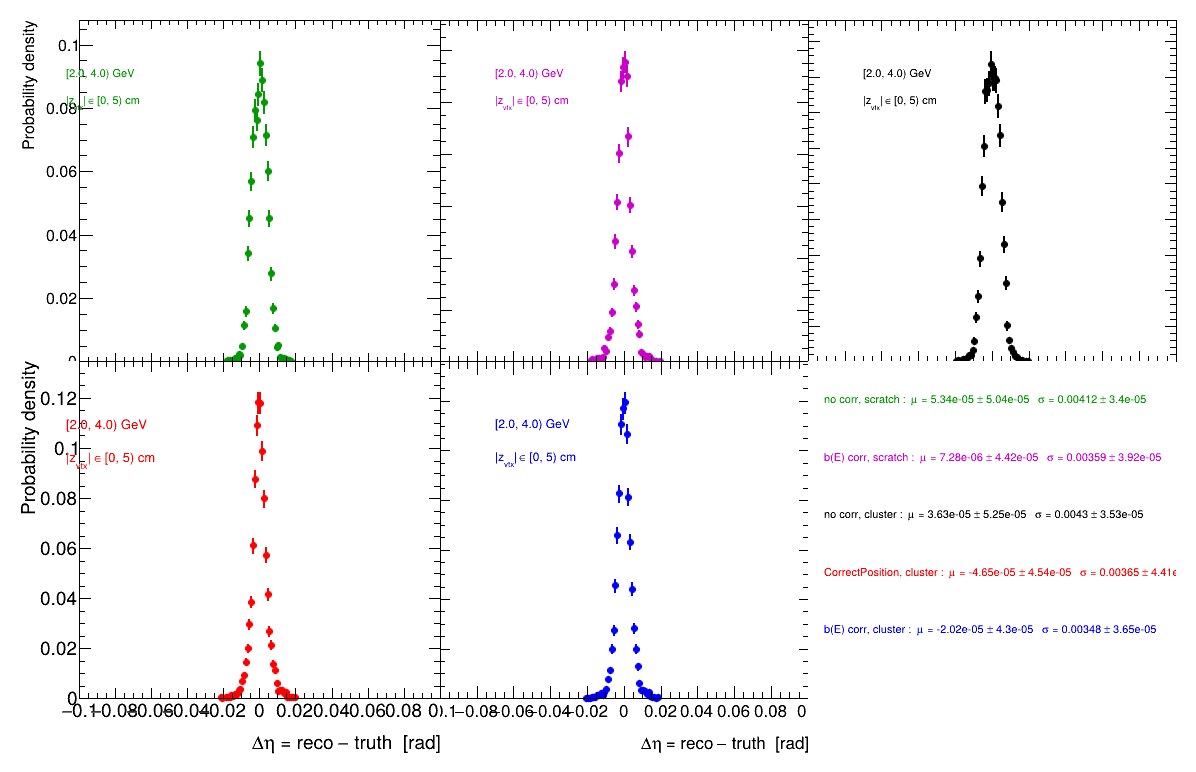 Probability density
0.1
0.08
0.06
0.04
0.02
0
[2.0, 4.0) GeV
|z_vtx| ∈ [0, 5) cm
[2.0, 4.0) GeV
|z_vtx| ∈ [0, 5) cm
[2.0, 4.0) GeV
|z_vtx| ∈ [0, 5) cm
Probability density
0.12
0.1
0.08
0.06
0.04
0.02
0
[2.0, 4.0) GeV
|z_vtx| ∈ [0, 5) cm
−0.1 −0.08 −0.06 −0.04 −0.02 0 0.02 0.04 0.06 0.08 0.1
Δη = reco − truth [rad]
[2.0, 4.0) GeV
|z_vtx| ∈ [0, 5) cm
−0.08 −0.06 −0.04 −0.02 0 0.02 0.04 0.06 0.08 0
Δη = reco − truth [rad]
no corr, scratch : μ = 5.34e-05 ± 5.04e-05 σ = 0.00412 ± 3.4e-05
b(E) corr, scratch : μ = 7.28e-06 ± 4.42e-05 σ = 0.00359 ± 3.92e-05
no corr, cluster : μ = 3.63e-05 ± 5.25e-05 σ = 0.0043 ± 3.53e-05
CorrectPosition, cluster : μ = -4.65e-05 ± 4.54e-05 σ = 0.00365 ± 4.41e
b(E) corr, cluster : μ = -2.02e-05 ± 4.3e-05 σ = 0.00348 ± 3.65e-05